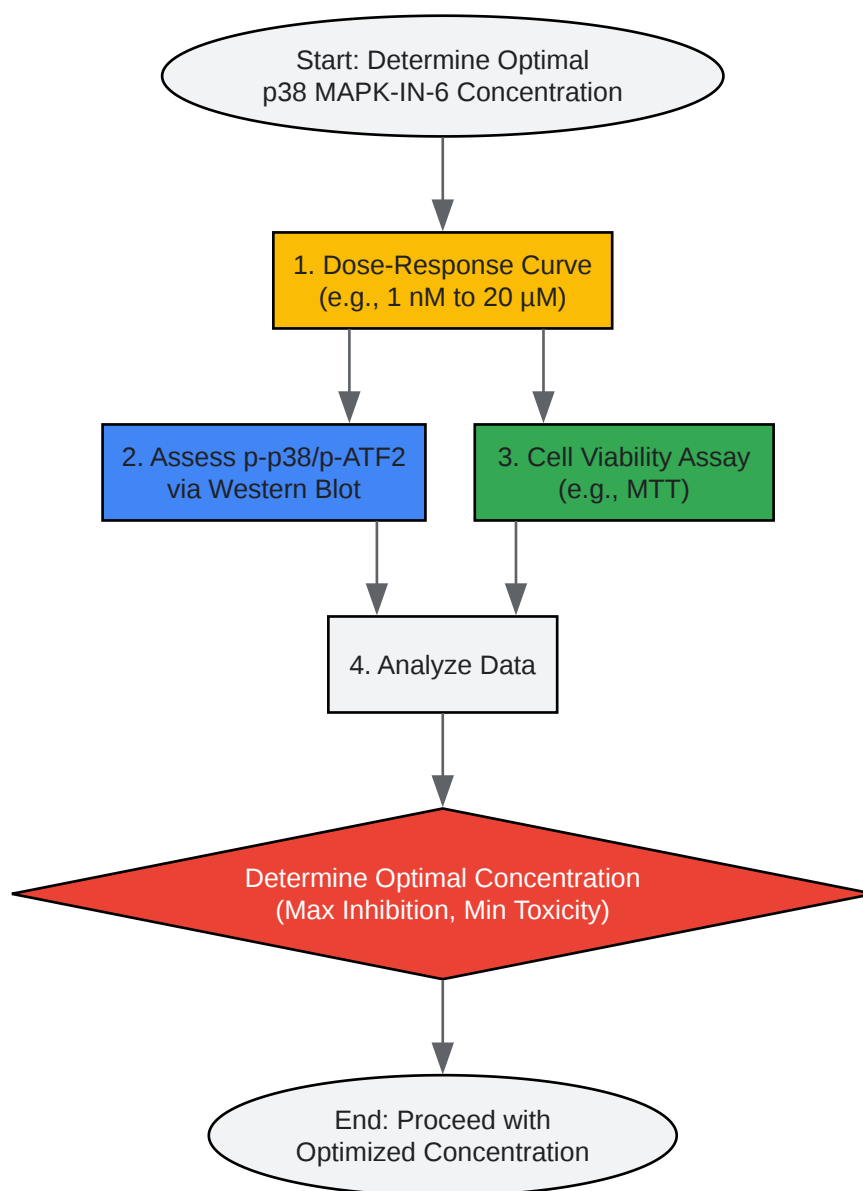 Start: Determine Optimal
p38 MAPK-IN-6 Concentration
1. Dose-Response Curve
(e.g., 1 nM to 20 µM)
2. Assess p-p38/p-ATF2
via Western Blot
3. Cell Viability Assay
(e.g., MTT)
4. Analyze Data
Determine Optimal Concentration
(Max Inhibition, Min Toxicity)
End: Proceed with
Optimized Concentration